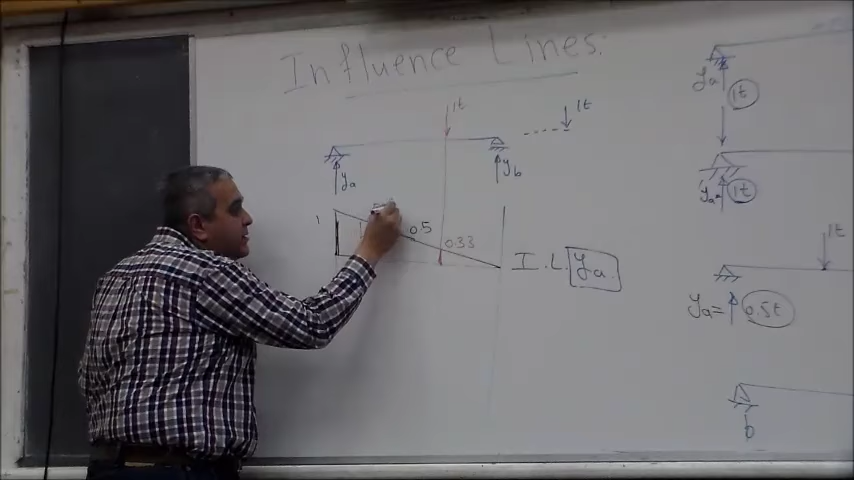 Influence Lines:
1t
1t
ya
yb
1
0.5
0.33
I.L. ya
ya
1t
ya=
1t
1t
ya=
0.5t
b